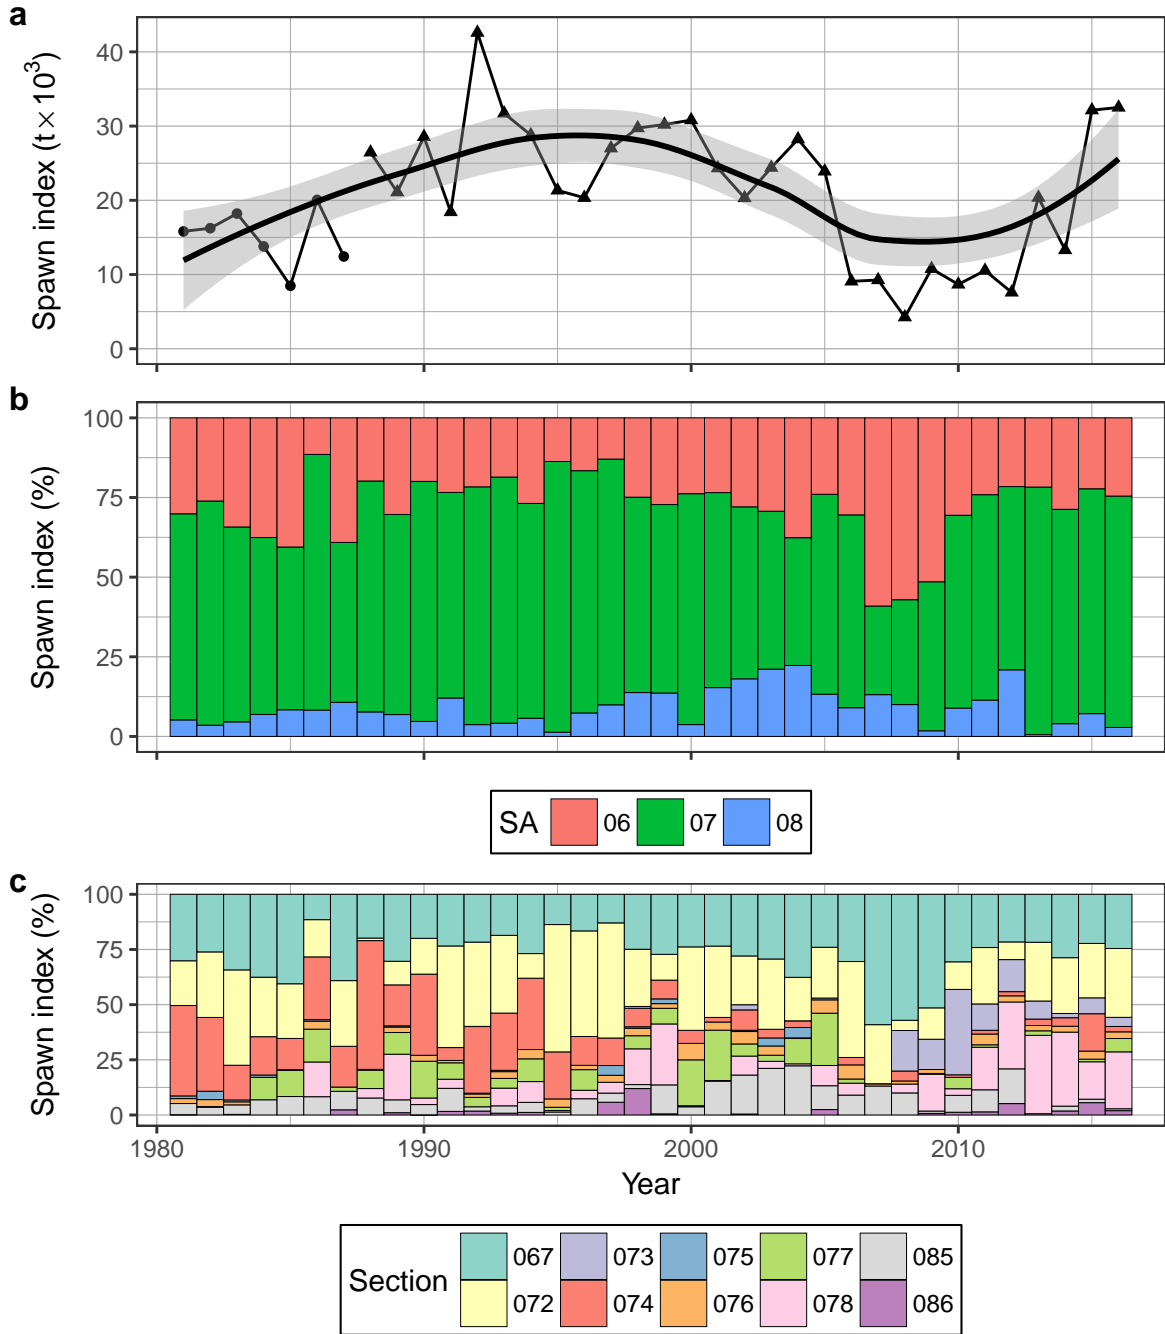 a
Spawn index (t × 10³)
40
30
20
10
0
b
Spawn index (%)
100
75
50
25
0
SA 06 07 08
c
Spawn index (%)
100
75
50
25
0
1980 1990 2000 2010
Year
Section
067 073 075 077 085
072 074 076 078 086